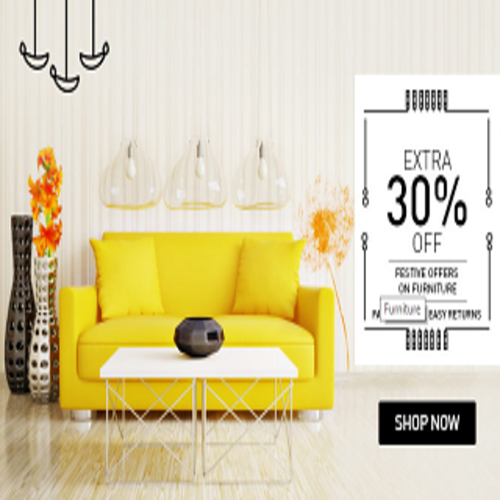 EXTRA
30%
OFF
FESTIVE OFFERS
ON FURNITURE
Furniture
EASY RETURNS
SHOP NOW